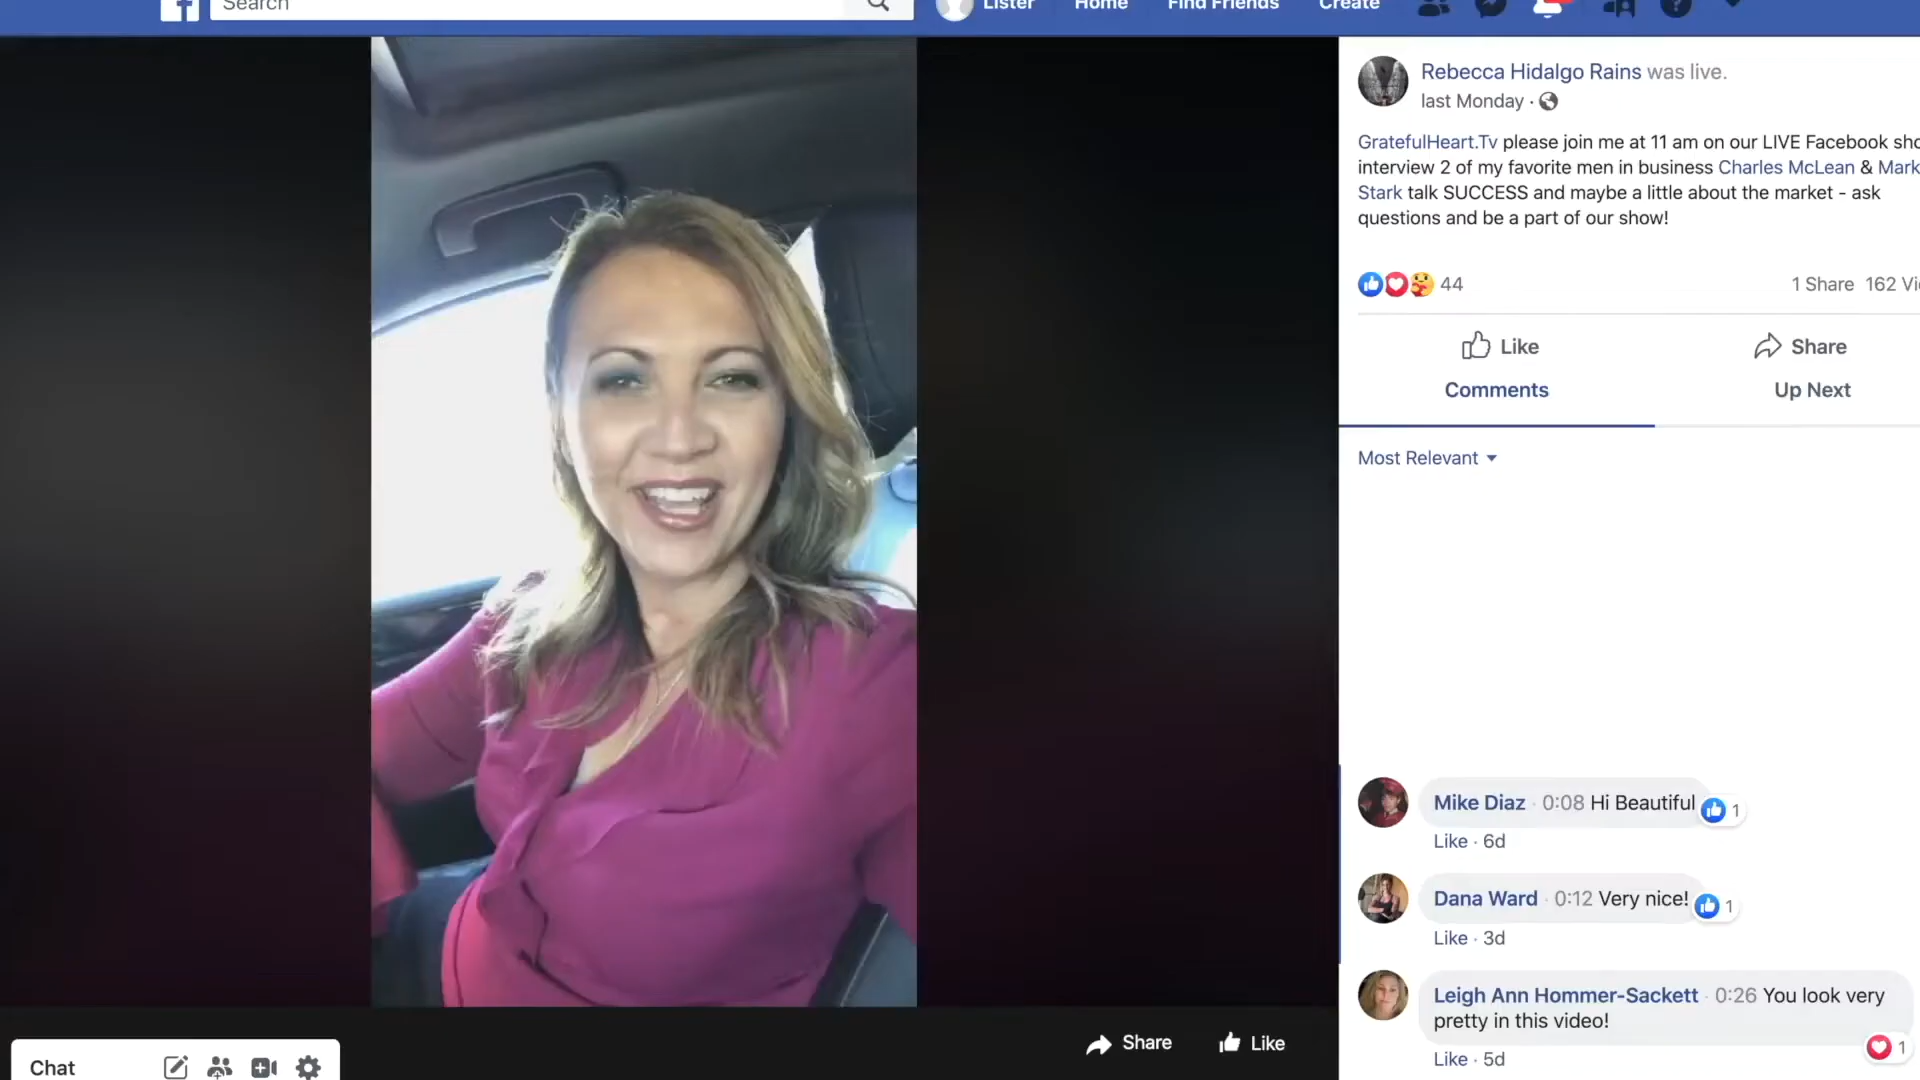 Search
Lister
Home
Find Friends
Create
Rebecca Hidalgo Rains was live.
last Monday ·
GratefulHeart.Tv please join me at 11 am on our LIVE Facebook
interview 2 of my favorite men in business Charles McLean & Mark
Stark talk SUCCESS and maybe a little about the market - ask
questions and be a part of our show!
44
1 Share 162
Like
Share
Comments
Up Next
Most Relevant
Mike Diaz · 0:08 Hi Beautiful
1
Like · 6d
Dana Ward · 0:12 Very nice!
1
Like · 3d
Leigh Ann Hommer-Sackett · 0:26 You look very
pretty in this video!
1
Like · 5d
Share
Like
Chat